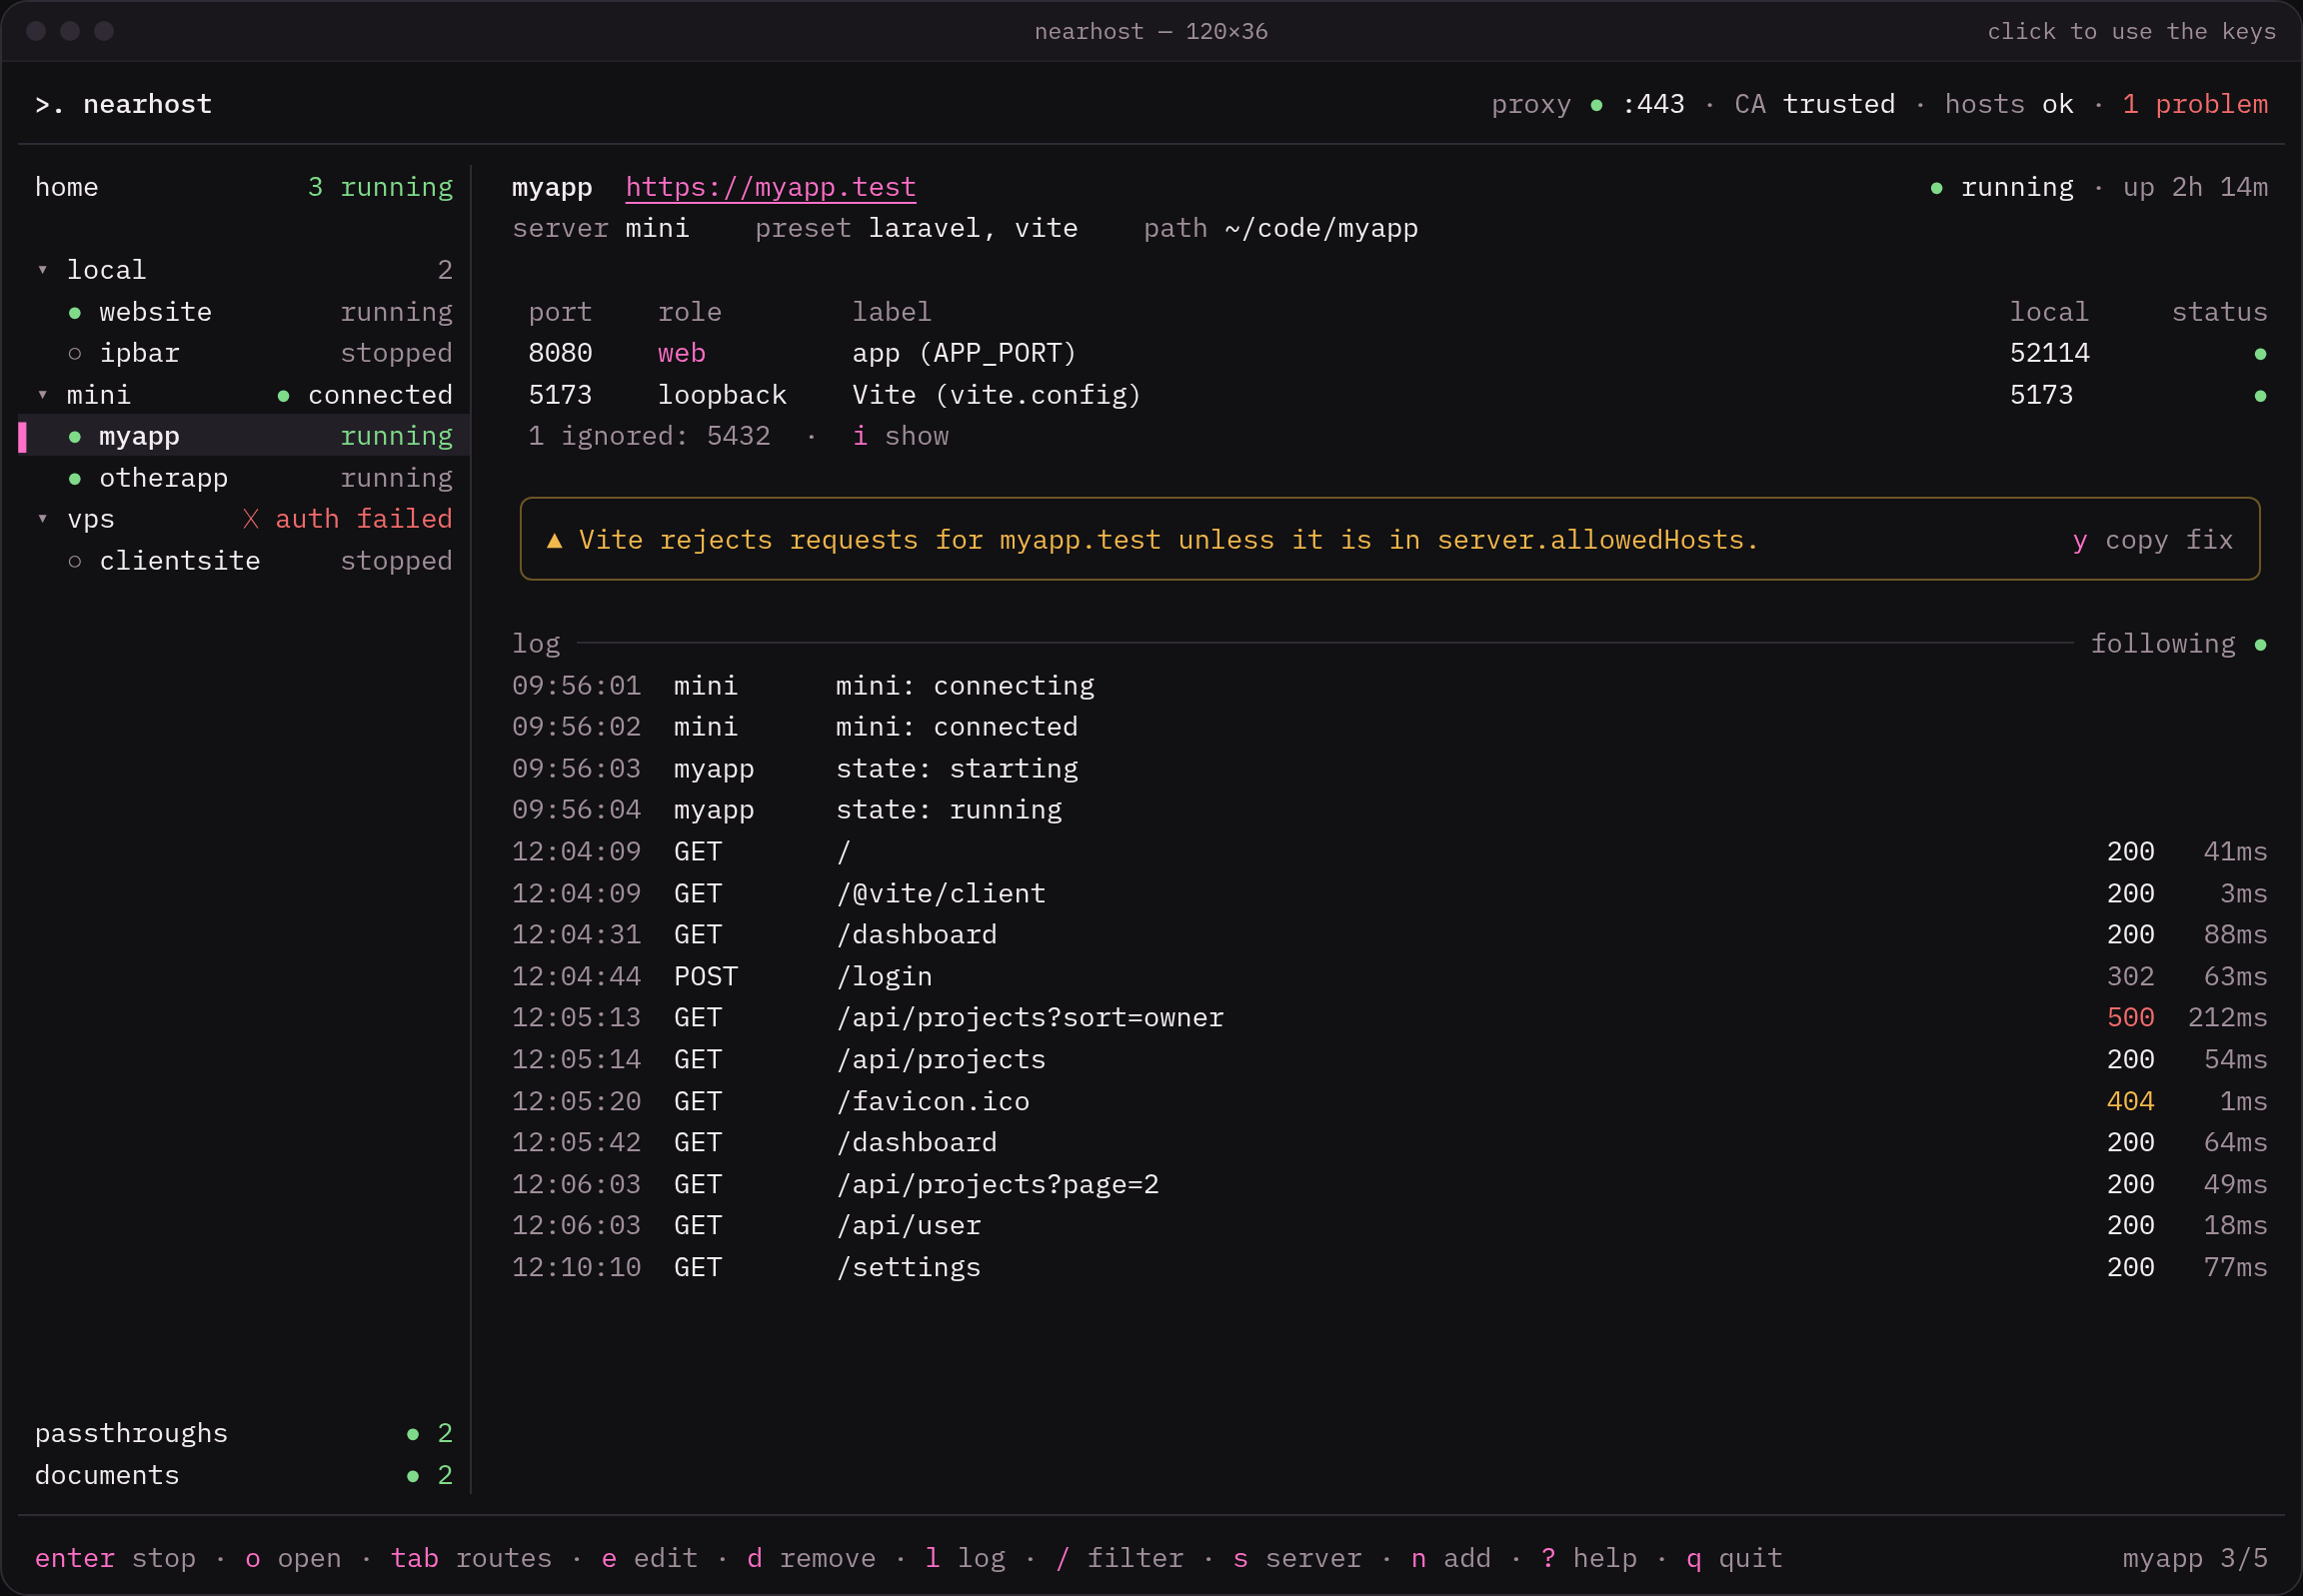 nearhost — 120×36 click to use the keys
>. nearhost proxy ● :443 · CA trusted · hosts ok · 1 problem
home 3 running
▾ local 2
● website running
○ ipbar stopped
▾ mini ● connected
● myapp running
● otherapp running
▾ vps ╳ auth failed
○ clientsite stopped
passthroughs ● 2
documents ● 2
myapp https://myapp.test ● running · up 2h 14m
server mini preset laravel, vite path ~/code/myapp
port role label local status
8080 web app (APP_PORT) 52114 ●
5173 loopback Vite (vite.config) 5173 ●
1 ignored: 5432 · i show
▲ Vite rejects requests for myapp.test unless it is in server.allowedHosts. y copy fix
log following ●
09:56:01 mini mini: connecting
09:56:02 mini mini: connected
09:56:03 myapp state: starting
09:56:04 myapp state: running
12:04:09 GET / 200 41ms
12:04:09 GET /@vite/client 200 3ms
12:04:31 GET /dashboard 200 88ms
12:04:44 POST /login 302 63ms
12:05:13 GET /api/projects?sort=owner 500 212ms
12:05:14 GET /api/projects 200 54ms
12:05:20 GET /favicon.ico 404 1ms
12:05:42 GET /dashboard 200 64ms
12:06:03 GET /api/projects?page=2 200 49ms
12:06:03 GET /api/user 200 18ms
12:10:10 GET /settings 200 77ms
enter stop · o open · tab routes · e edit · d remove · l log · / filter · s server · n add · ? help · q quit myapp 3/5